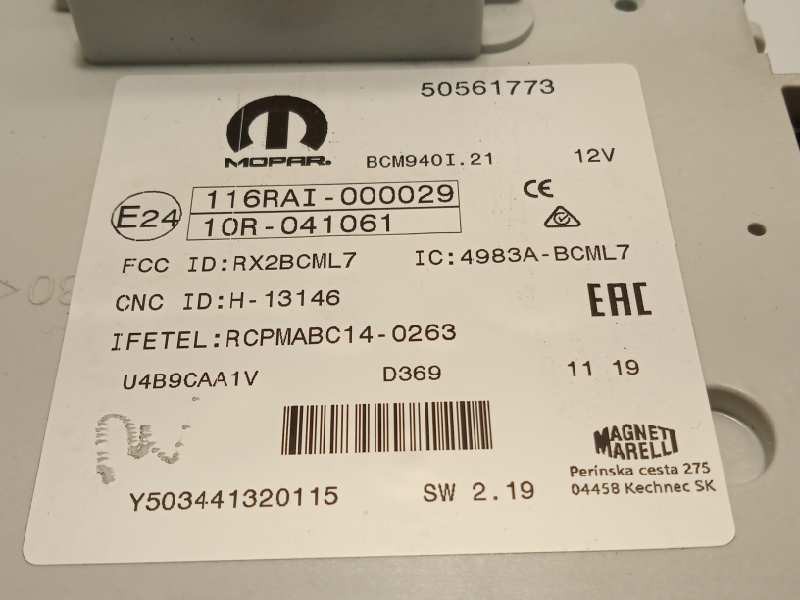 50561773
MOPAR.
BCM940I.21 12V
E24
116RAI-000029
10R-041061
CE
FCC ID:RX2BCML7 IC:4983A-BCML7
CNC ID:H-13146
EAC
IFETEL:RCPMABC14-0263
U4B9CAA1V D369 11 19
MAGNETI
MARELLI
Perinska cesta 275
Y503441320115 SW 2.19 04458 Kechnec SK